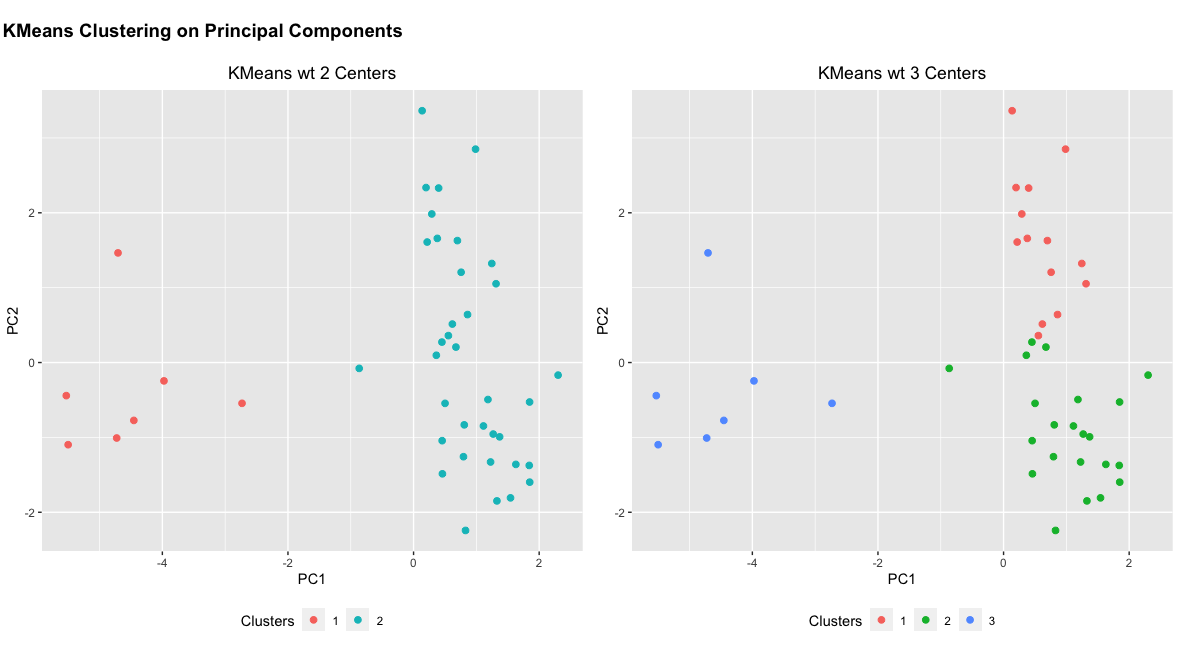 KMeans Clustering on Principal Components
KMeans wt 2 Centers
PC2
2
0
-2
-4 -2 0 2
PC1
Clusters 1 2
KMeans wt 3 Centers
PC2
2
0
-2
-4 -2 0 2
PC1
Clusters 1 2 3